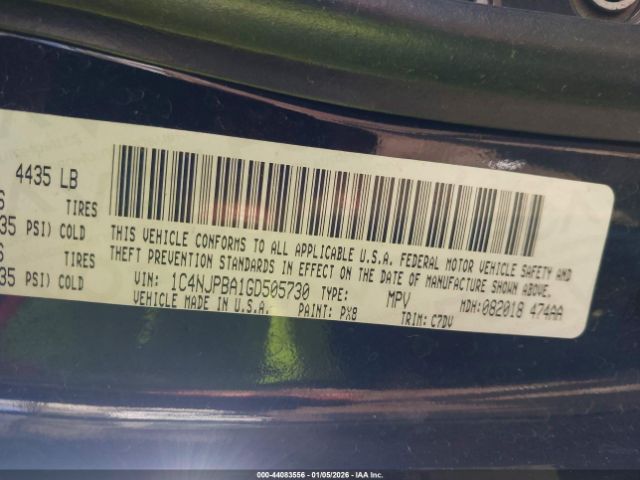 4435 LB
TIRES
35 PSI) COLD
TIRES
35 PSI) COLD
THIS VEHICLE CONFORMS TO ALL APPLICABLE U.S.A. FEDERAL MOTOR VEHICLE SAFETY AND
THEFT PREVENTION STANDARDS IN EFFECT ON THE DATE OF MANUFACTURE SHOWN ABOVE.
VIN: 1C4NJPBA1GD505730 TYPE: MPV MDH:082018 474AA
VEHICLE MADE IN U.S.A. PAINT: PX8 TRIM: C7DV
000-44083556 - 01/05/2026 - IAA Inc.